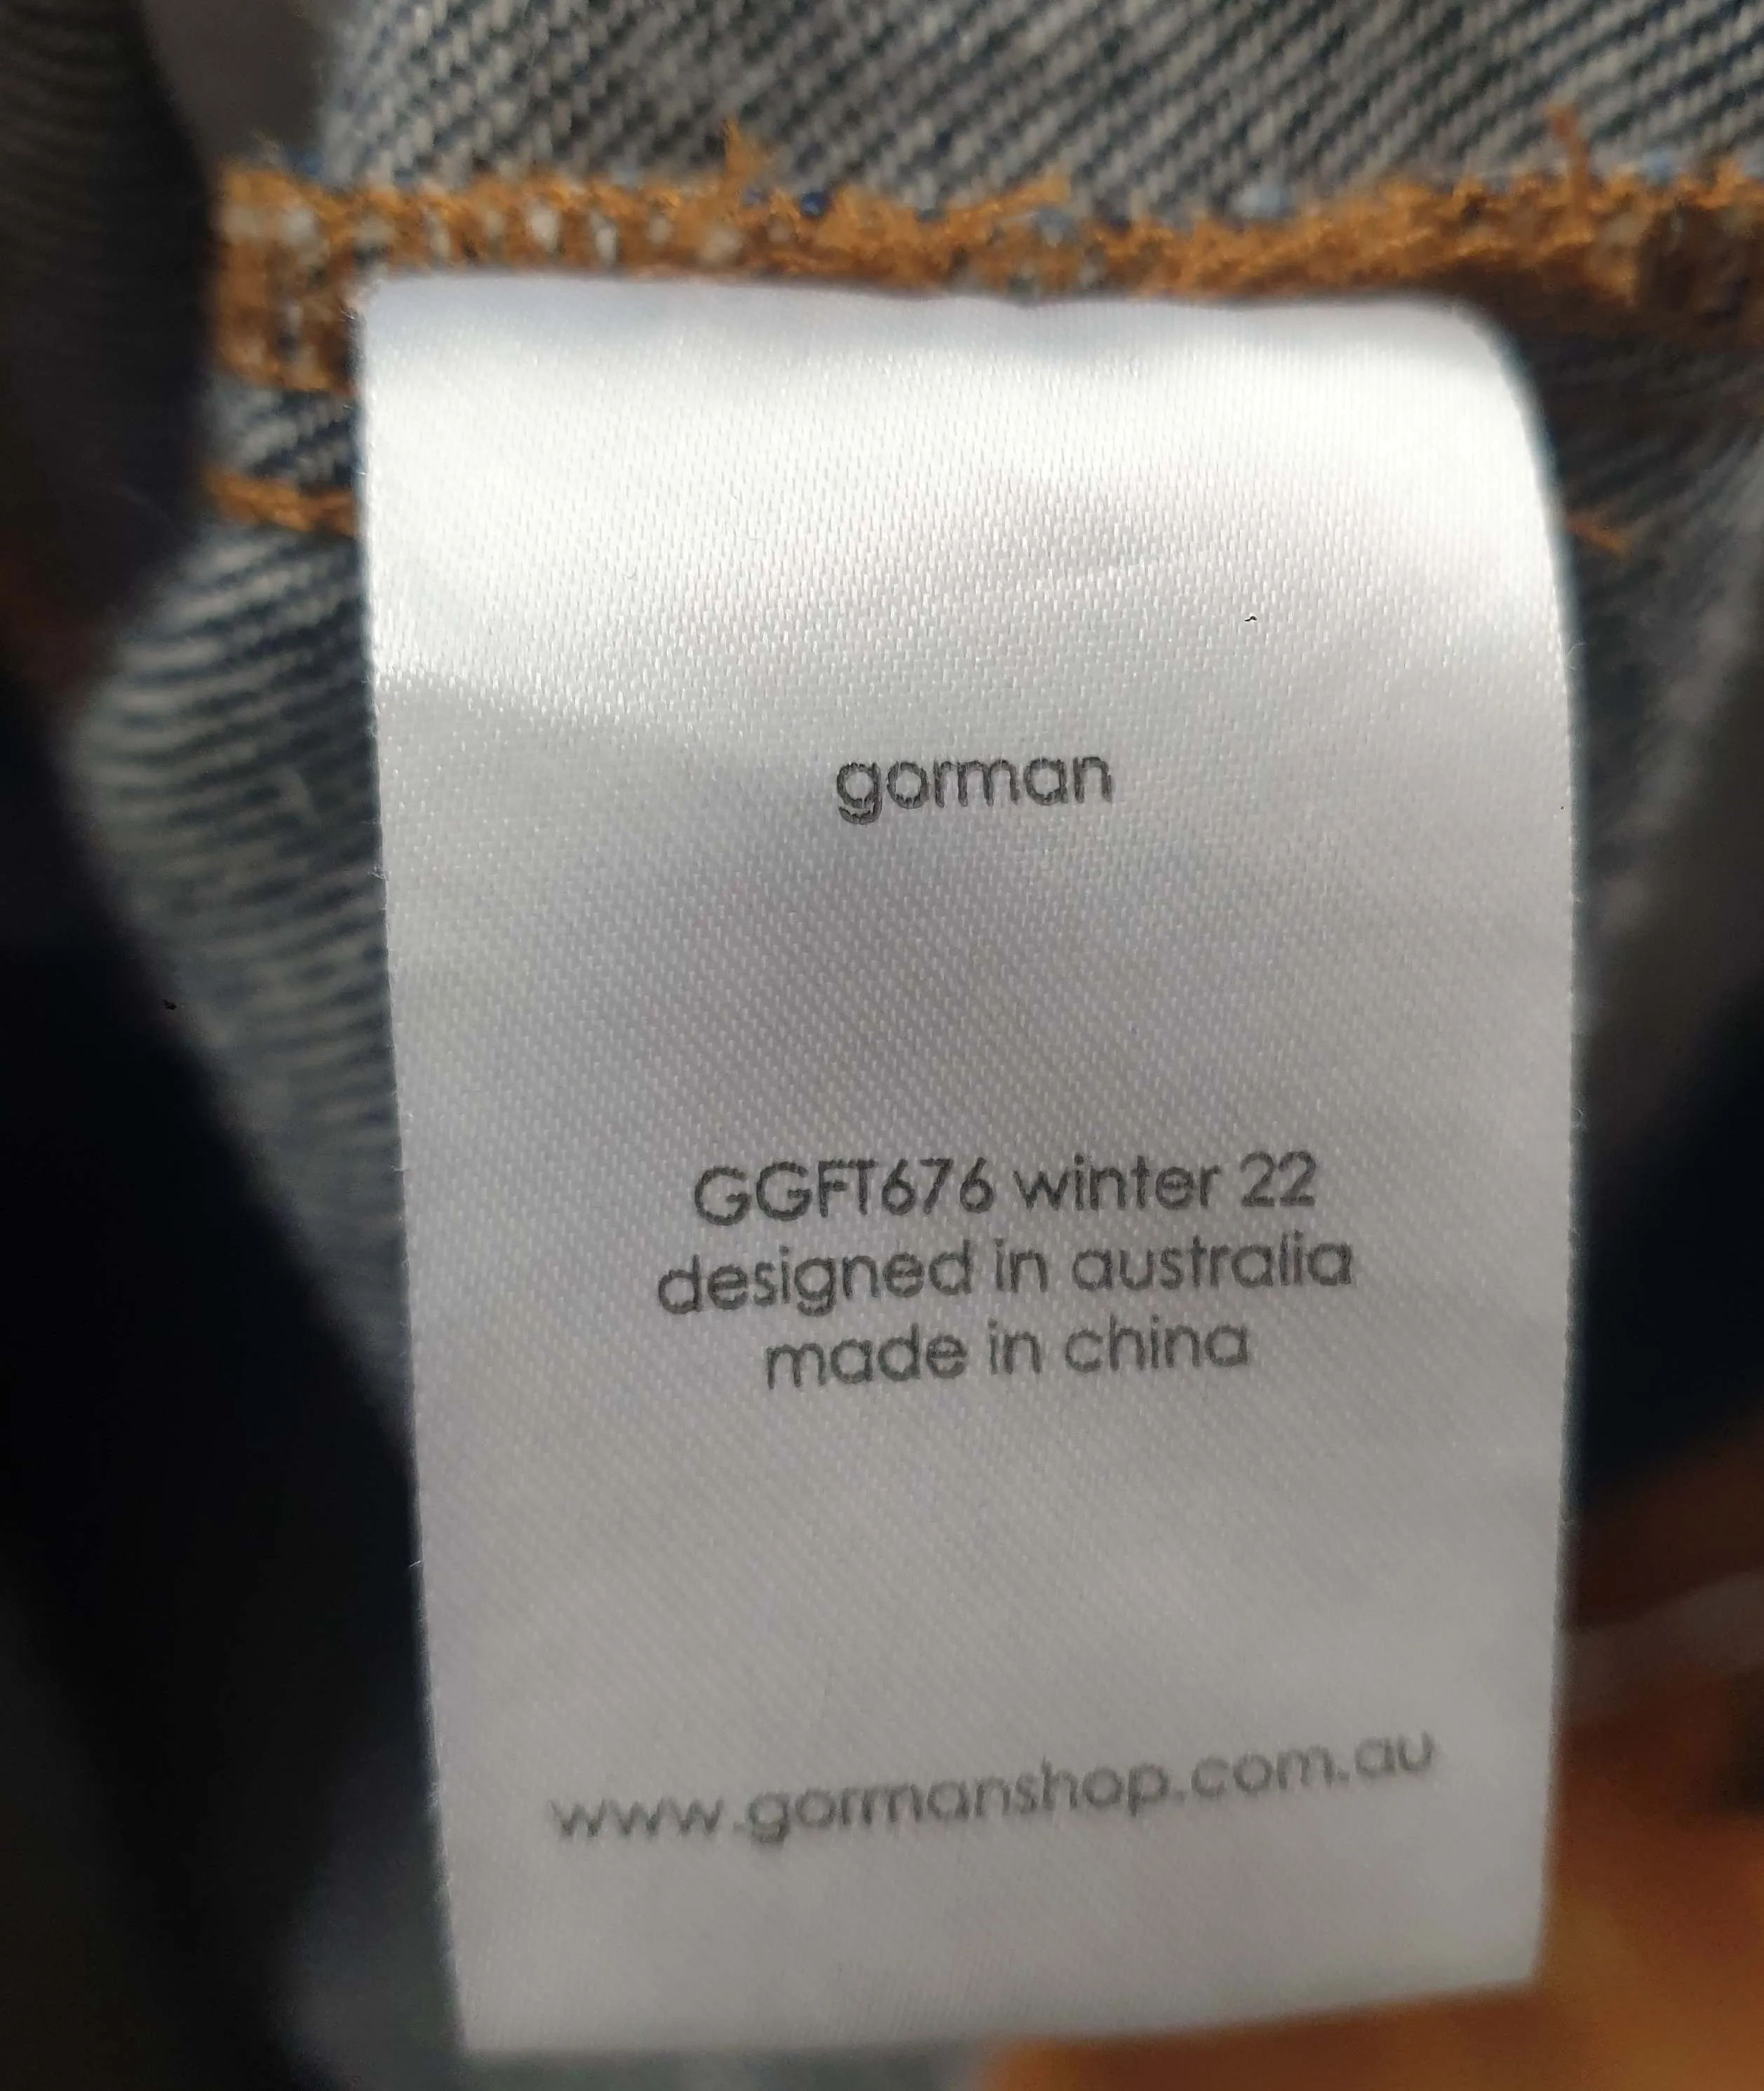 gorman
GGFT676 winter 22
designed in australia
made in china
www.gormanshop.com.au